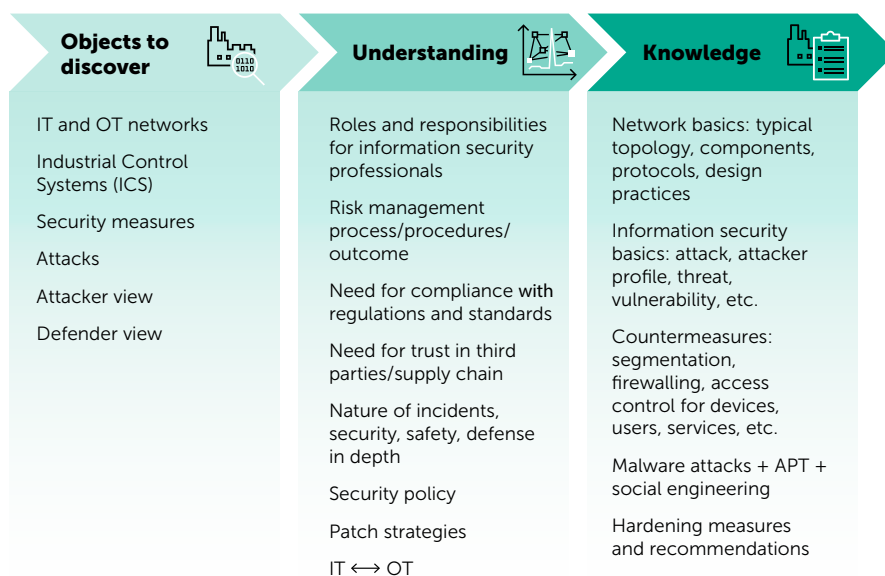 Objects to
discover
0110
1010
IT and OT networks
Industrial Control
Systems (ICS)
Security measures
Attacks
Attacker view
Defender view
Understanding
Roles and responsibilities
for information security
professionals
Risk management
process/procedures/
outcome
Need for compliance with
regulations and standards
Need for trust in third
parties/supply chain
Nature of incidents,
security, safety, defense
in depth
Security policy
Patch strategies
IT ⟷ OT
Knowledge
Network basics: typical
topology, components,
protocols, design
practices
Information security
basics: attack, attacker
profile, threat,
vulnerability, etc.
Countermeasures:
segmentation,
firewalling, access
control for devices,
users, services, etc.
Malware attacks + APT +
social engineering
Hardening measures
and recommendations